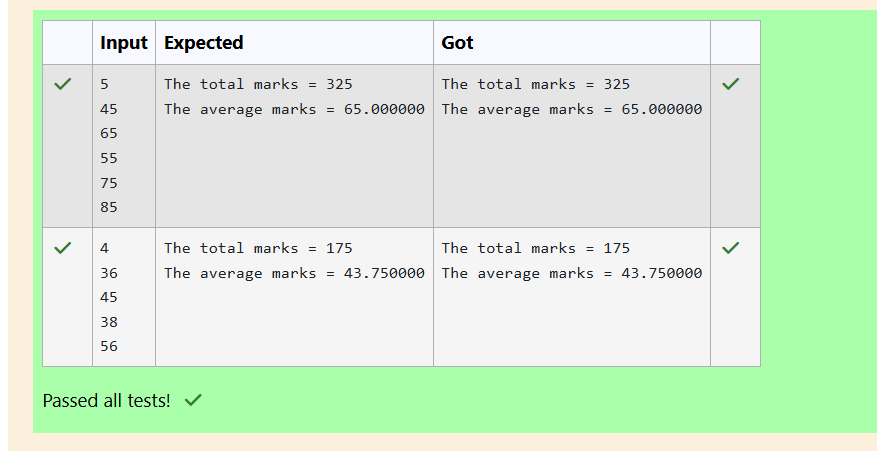 Input Expected Got
5 The total marks = 325 The total marks = 325
45 The average marks = 65.000000 The average marks = 65.000000
65
55
75
85
4 The total marks = 175 The total marks = 175
36 The average marks = 43.750000 The average marks = 43.750000
45
38
56
Passed all tests!